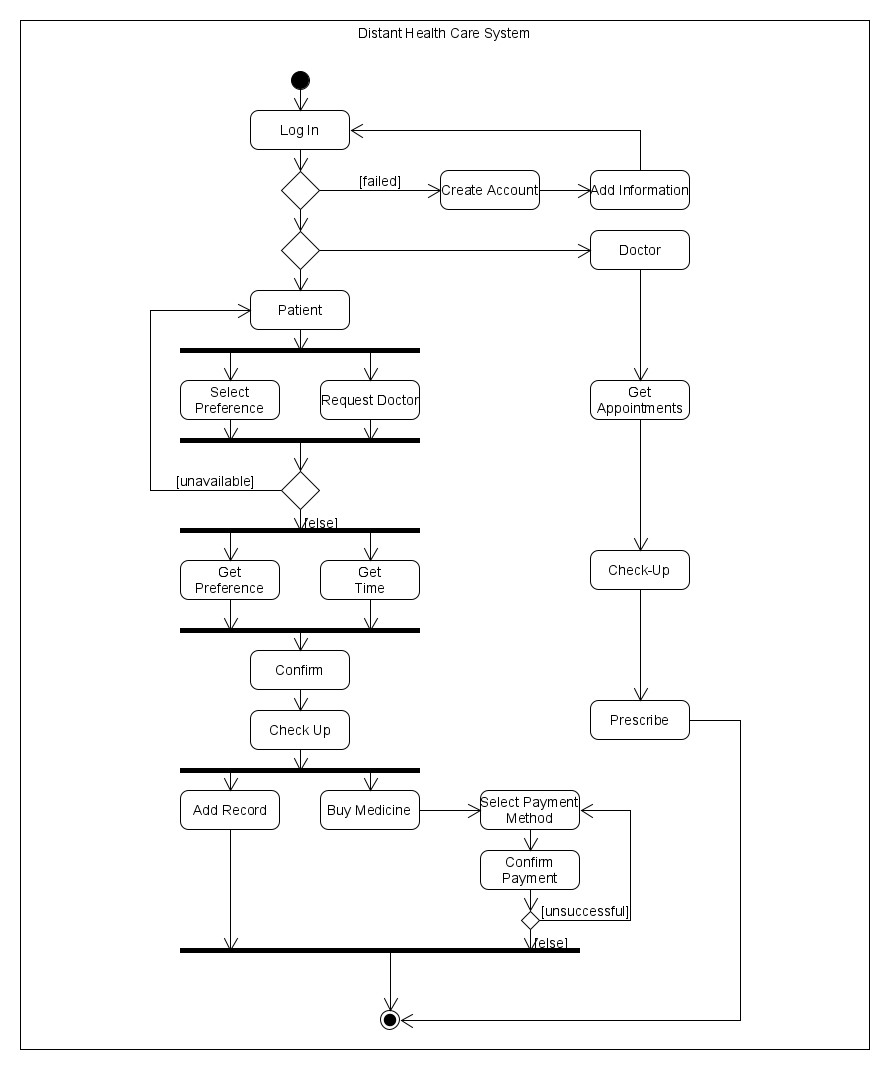 Distant Health Care System
Log In
[failed]
Create Account
Add Information
Doctor
Patient
Select
Preference
Request Doctor
Get
Appointments
[unavailable]
[else]
Get
Preference
Get
Time
Check-Up
Confirm
Check Up
Prescribe
Add Record
Buy Medicine
Select Payment
Method
Confirm
Payment
[unsuccessful]
[else]